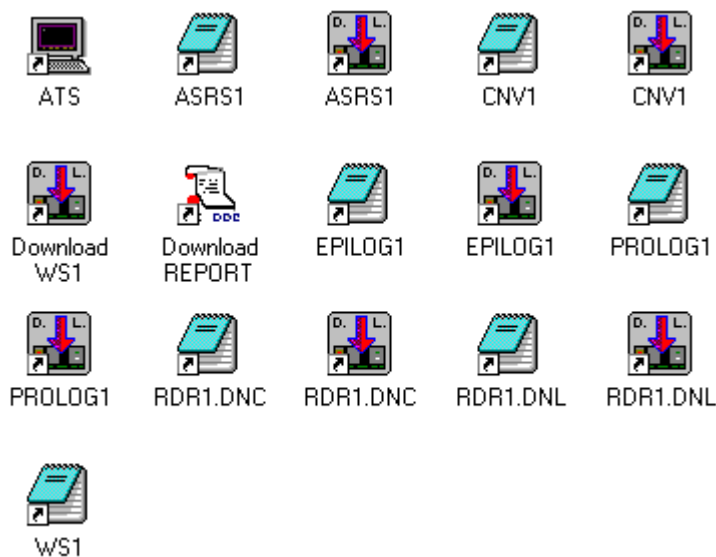 ATS
ASRS1
D. L.
ASRS1
CNV1
D. L.
CNV1
D. L.
Download
WS1
DDC
Download
REPORT
EPILOG1
D. L.
EPILOG1
PROLOG1
D. L.
PROLOG1
RDR1.DNC
D. L.
RDR1.DNC
RDR1.DNL
D. L.
RDR1.DNL
WS1